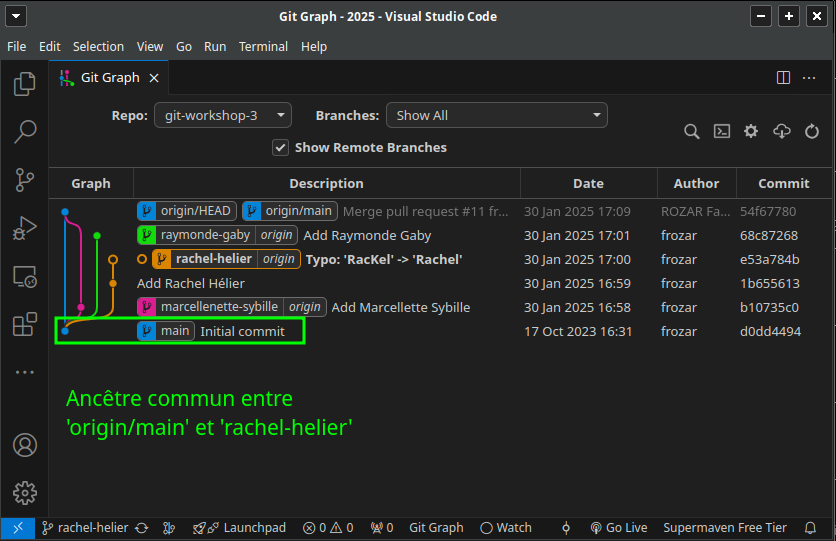 Git Graph - 2025 - Visual Studio Code
File Edit Selection View Go Run Terminal Help
Git Graph
Repo: git-workshop-3 Branches: Show All
Show Remote Branches
Graph Description Date Author Commit
origin/HEAD origin/main Merge pull request #11 fr... 30 Jan 2025 17:09 ROZAR Fa... 54f67780
raymonde-gaby origin Add Raymonde Gaby 30 Jan 2025 17:01 frozar 68c87268
rachel-helier origin Typo: 'RacKel' -> 'Rachel' 30 Jan 2025 17:00 frozar e53a784b
Add Rachel Hélier 30 Jan 2025 16:59 frozar 1b655613
marcellenette-sybille origin Add Marcellette Sybille 30 Jan 2025 16:58 frozar b10735c0
main Initial commit 17 Oct 2023 16:31 frozar d0dd4494
Ancêtre commun entre
'origin/main' et 'rachel-helier'
rachel-helier Launchpad 0 0 0 Git Graph Watch Go Live Supermaven Free Tier